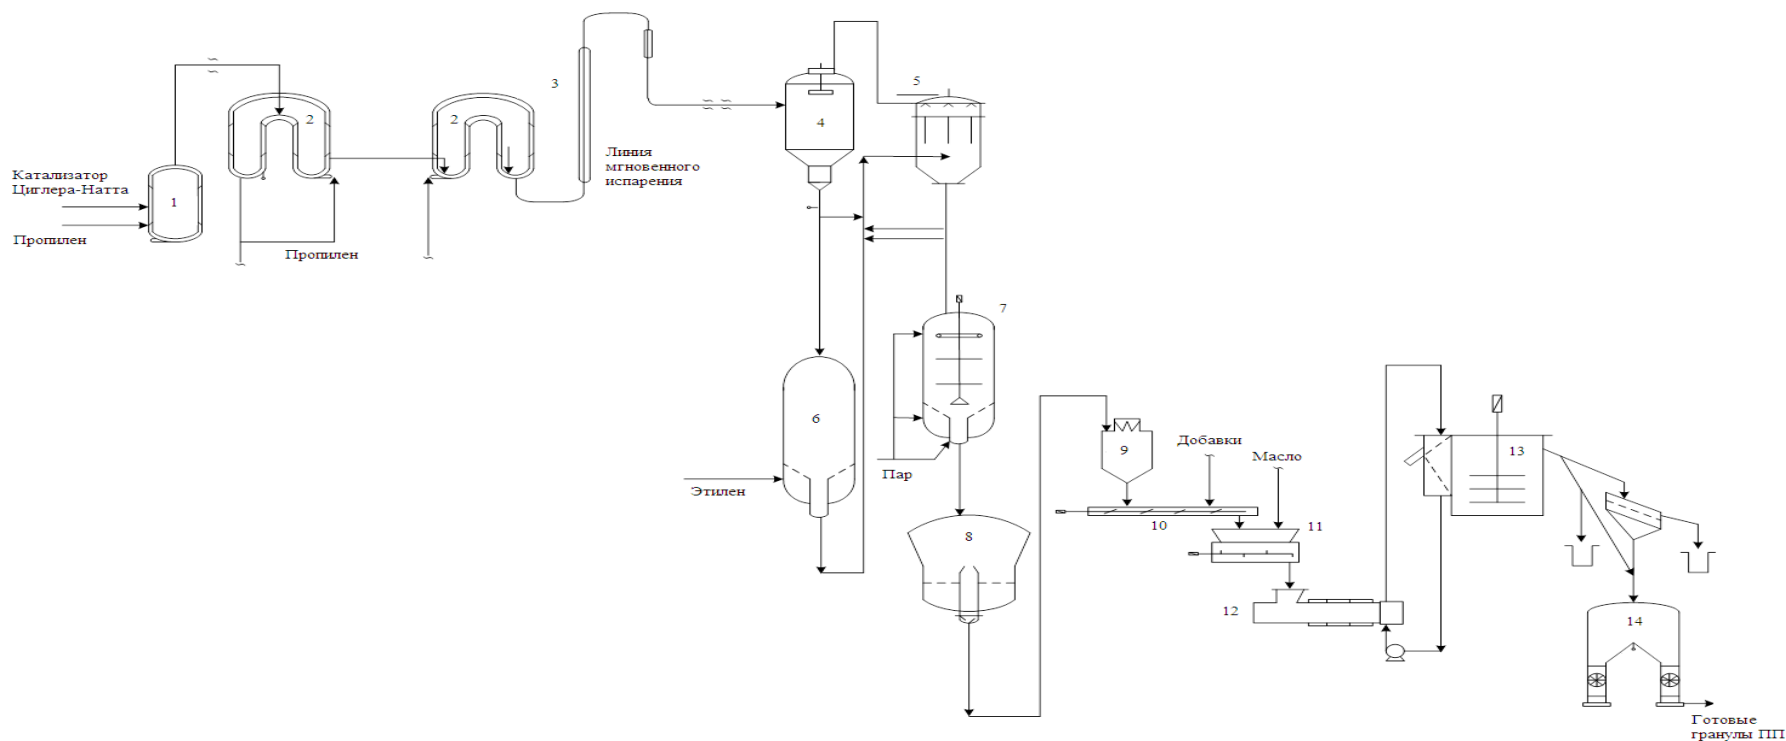 3
5
2
2
4
Линия
мгновенного
испарения
Катализатор
Циглера-Натта
1
Пропилен
Пропилен
7
6
Добавки
9
Масло
13
Пар
Этилен
10
11
8
12
14
Готовые
гранулы ПП